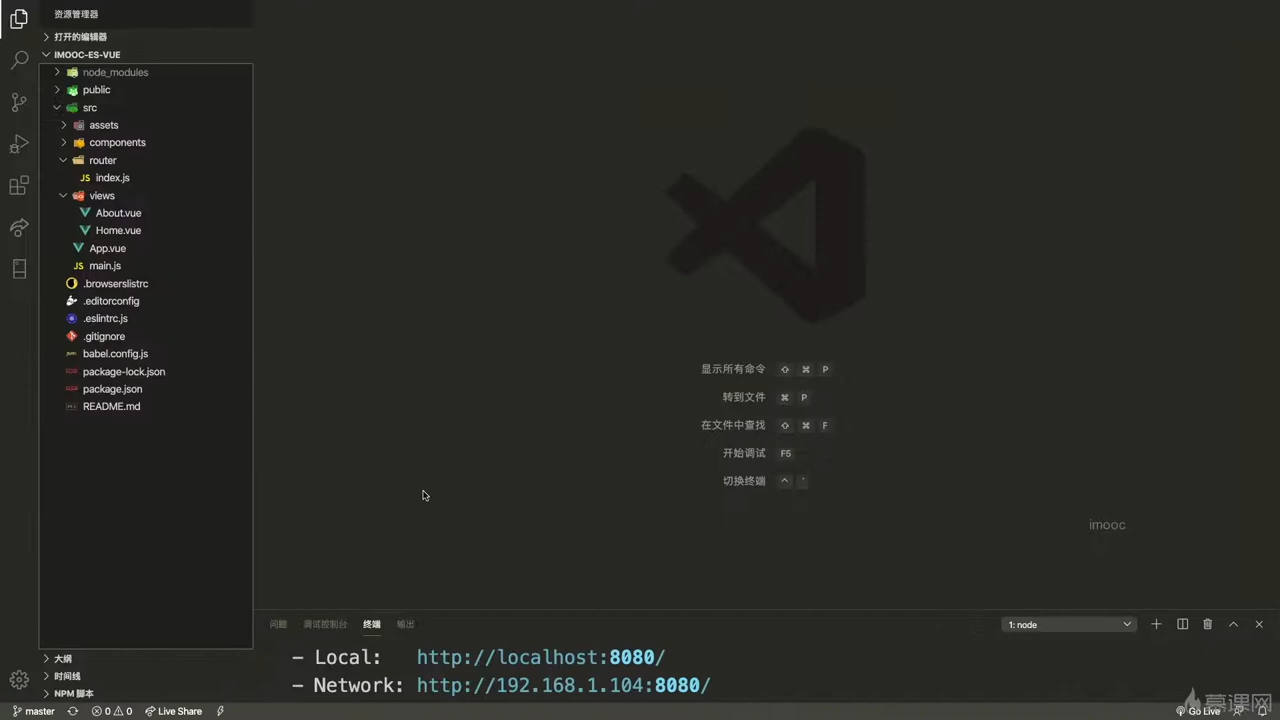 资源管理器
打开的编辑器
IMOOC-ES-VUE
node_modules
public
src
assets
components
router
JS index.js
views
About.vue
Home.vue
App.vue
JS main.js
.browserslistrc
.editorconfig
.eslintrc.js
.gitignore
babel.config.js
package-lock.json
package.json
README.md
大纲
时间线
NPM 脚本
显示所有命令 ⇧ ⌘ P
转到文件 ⌘ P
在文件中查找 ⇧ ⌘ F
开始调试 F5
切换终端 ^ `
imooc
问题 调试控制台 终端 输出
1: node
– Local: http://localhost:8080/
– Network: http://192.168.1.104:8080/
master 0 0 Live Share
Go Live
慕课网